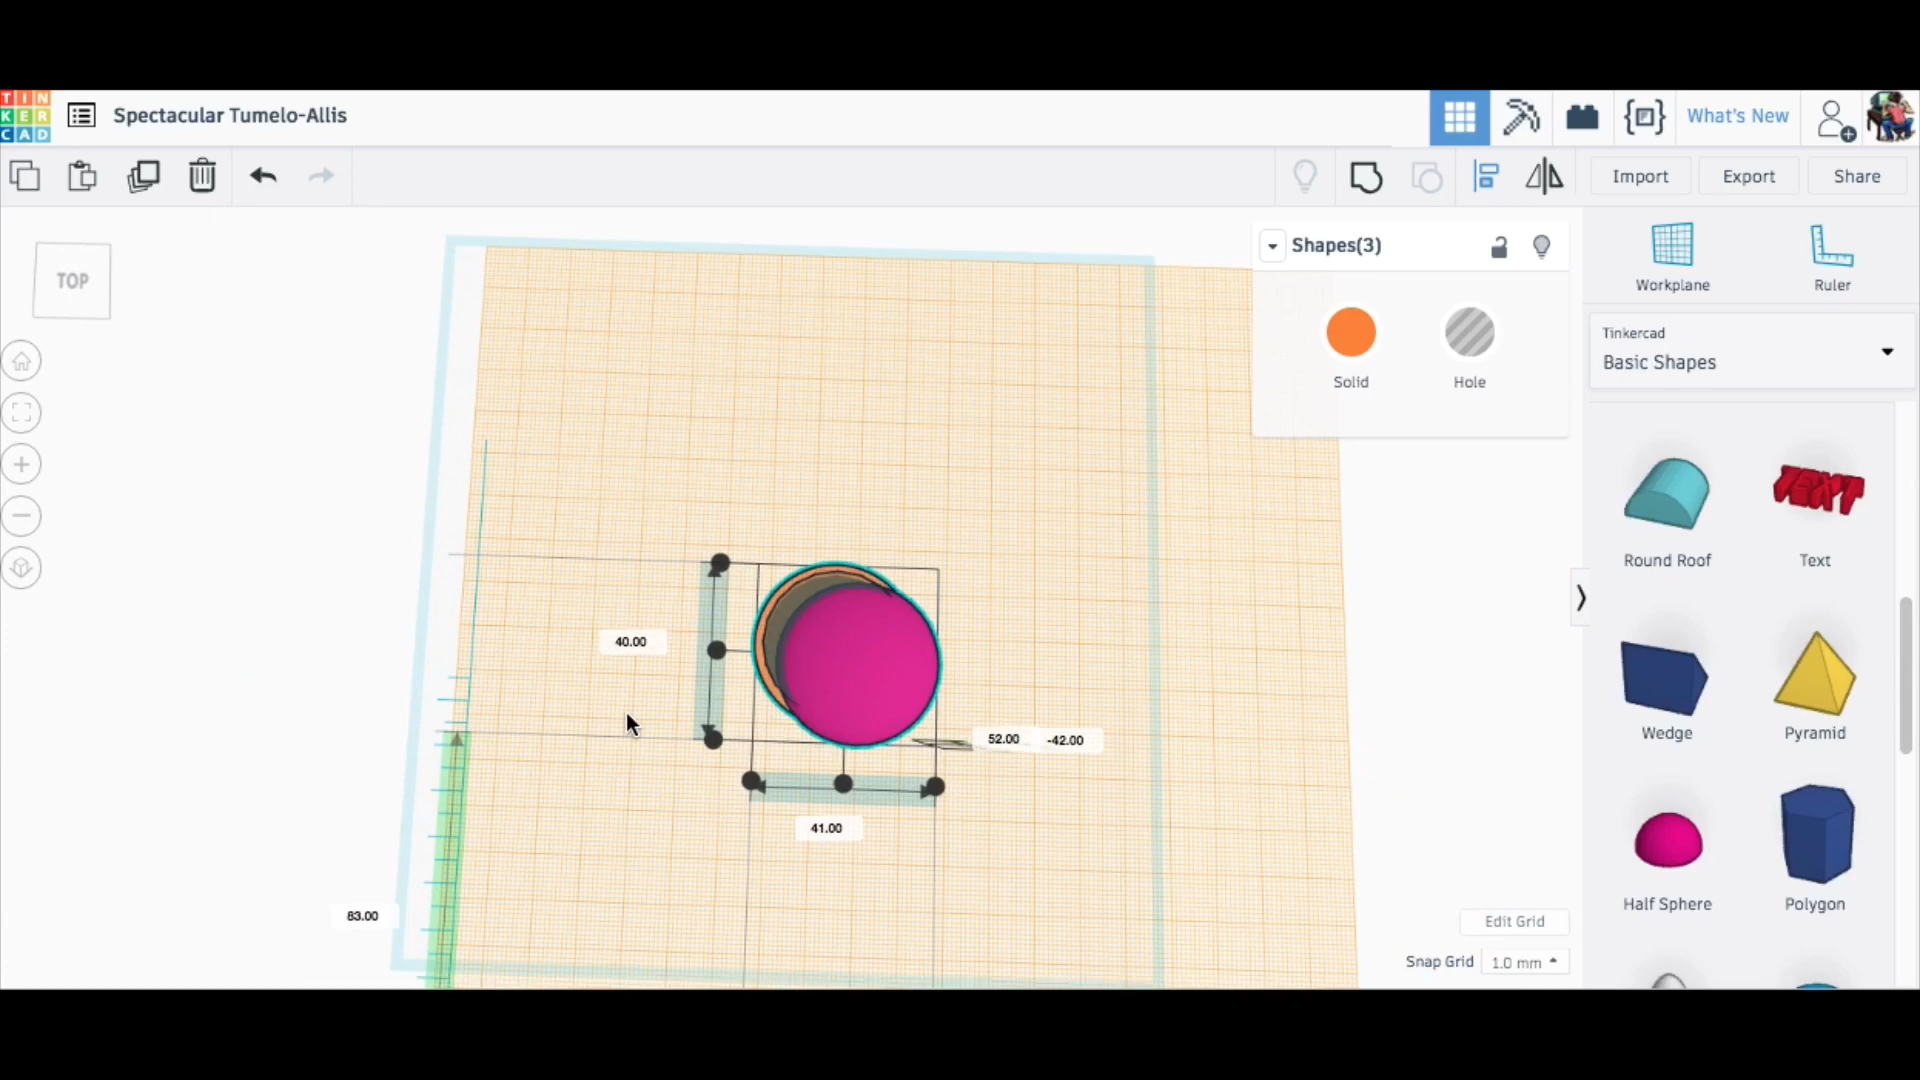 TIN
KER
CAD
Spectacular Tumelo-Allis
What's New
Import
Export
Share
TOP
Shapes(3)
Solid
Hole
Workplane
Ruler
Tinkercad
Basic Shapes
Round Roof
Text
TEXT
Wedge
Pyramid
Half Sphere
Polygon
40.00
52.00
-42.00
41.00
83.00
Edit Grid
Snap Grid
1.0 mm